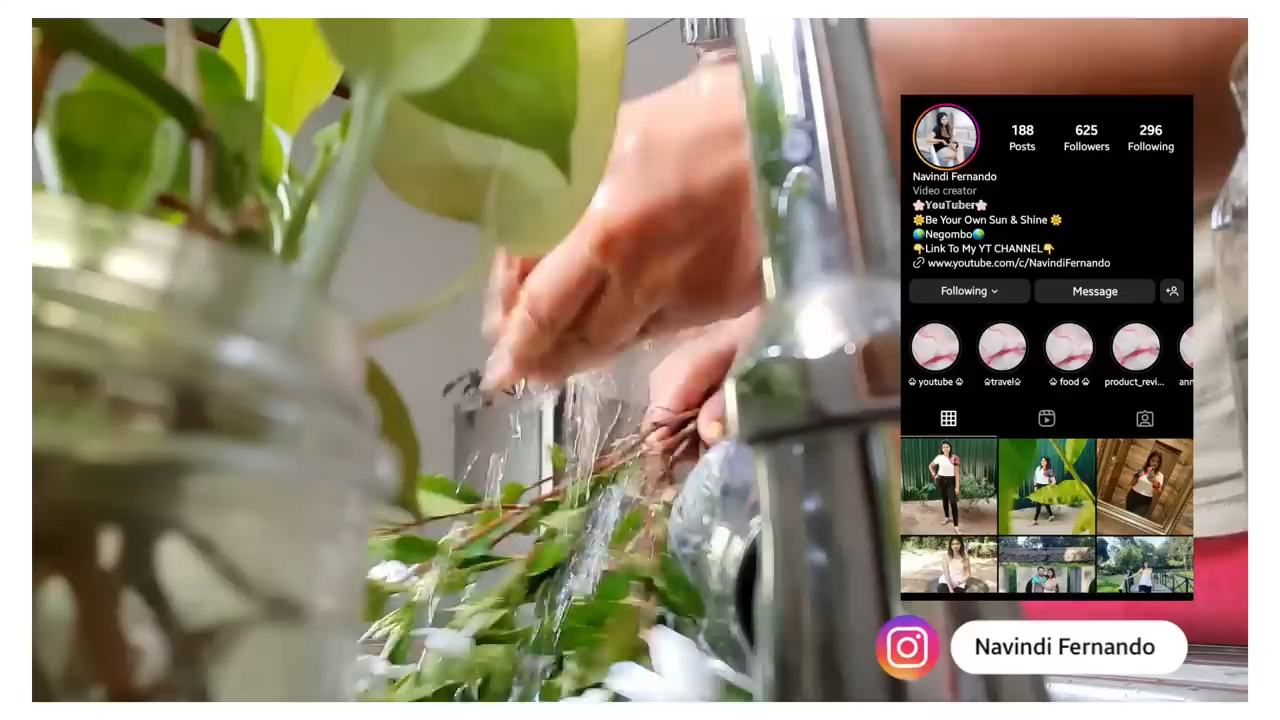 188 625 296
Posts Followers Following
Navindi Fernando
Video creator
🌸YouTuber🌸
🌼Be Your Own Sun & Shine 🌼
🌏Negombo🌏
👇Link To My YT CHANNEL👇
www.youtube.com/c/NavindiFernando
Following Message
♤ youtube ♤ ♤travel♤ ♤ food ♤ product_revi... ann
Navindi Fernando